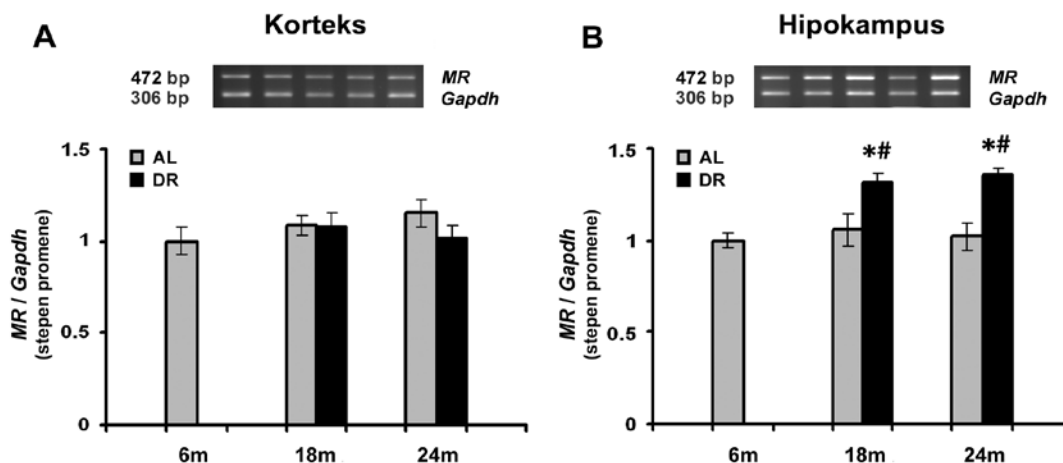 A
Korteks
472 bp
MR
306 bp
Gapdh
AL
DR
MR / Gapdh
(stepen promene)
1.5
1
0.5
0
6m
18m
24m
B
Hipokampus
472 bp
MR
306 bp
Gapdh
AL
DR
*#
*#
MR / Gapdh
(stepen promene)
1.5
1
0.5
0
6m
18m
24m